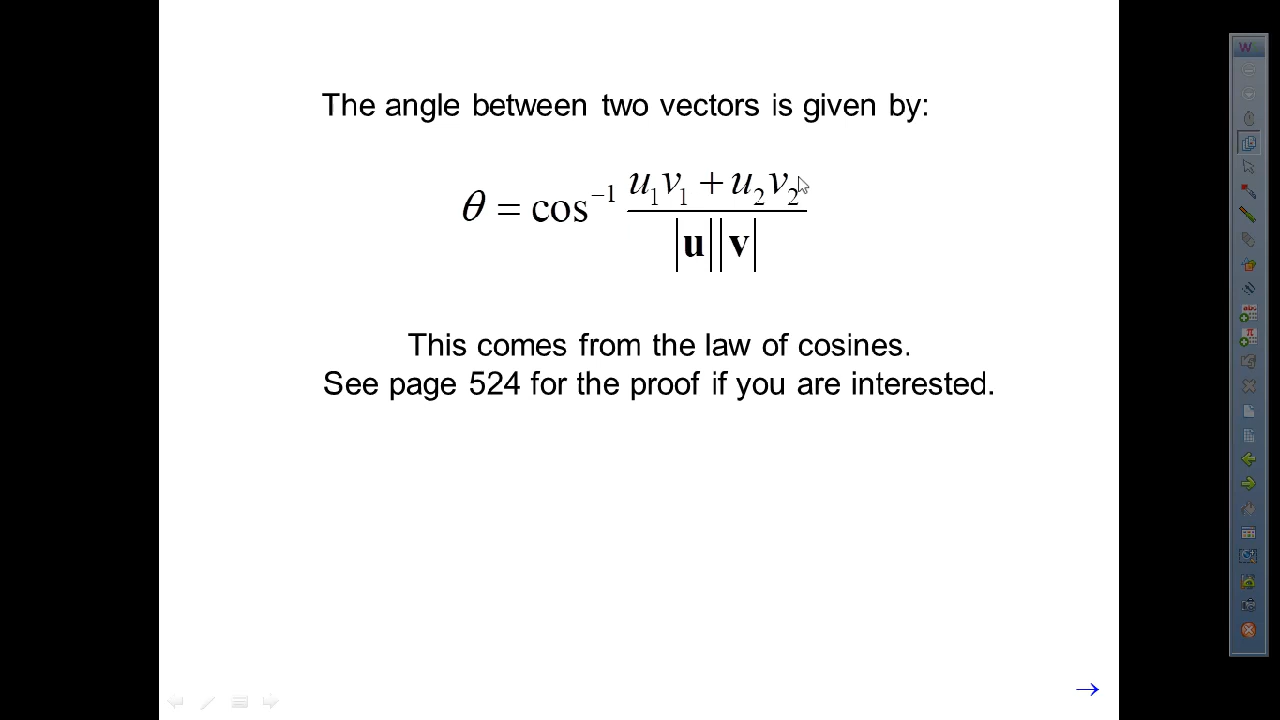 The angle between two vectors is given by:
θ = cos⁻¹ (u₁v₁ + u₂v₂) / (|u||v|)
This comes from the law of cosines.
See page 524 for the proof if you are interested.
→
W
abc
π